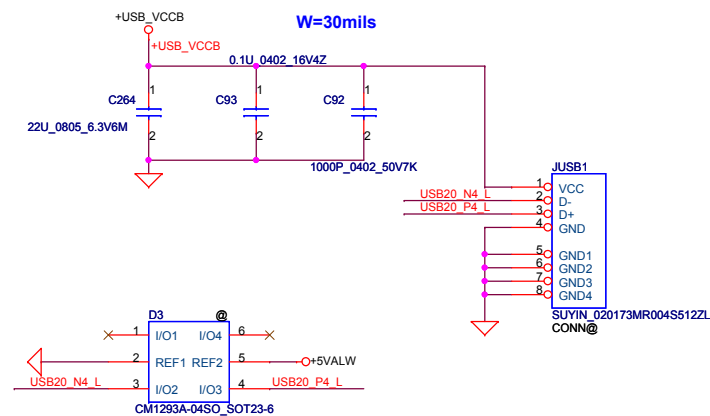 +USB_VCCB
W=30mils
+USB_VCCB
0.1U_0402_16V4Z
1 1 1
C264 C93 C92
22U_0805_6.3V6M
2 2 2
1000P_0402_50V7K
JUSB1
1 VCC
USB20_N4_L 2 D-
USB20_P4_L 3 D+
4 GND
5 GND1
6 GND2
7 GND3
8 GND4
SUYIN_020173MR004S512ZL
CONN@
D3 @
1 I/O1 I/O4 6
2 REF1 REF2 5 +5VALW
USB20_N4_L 3 I/O2 I/O3 4 USB20_P4_L
CM1293A-04SO_SOT23-6